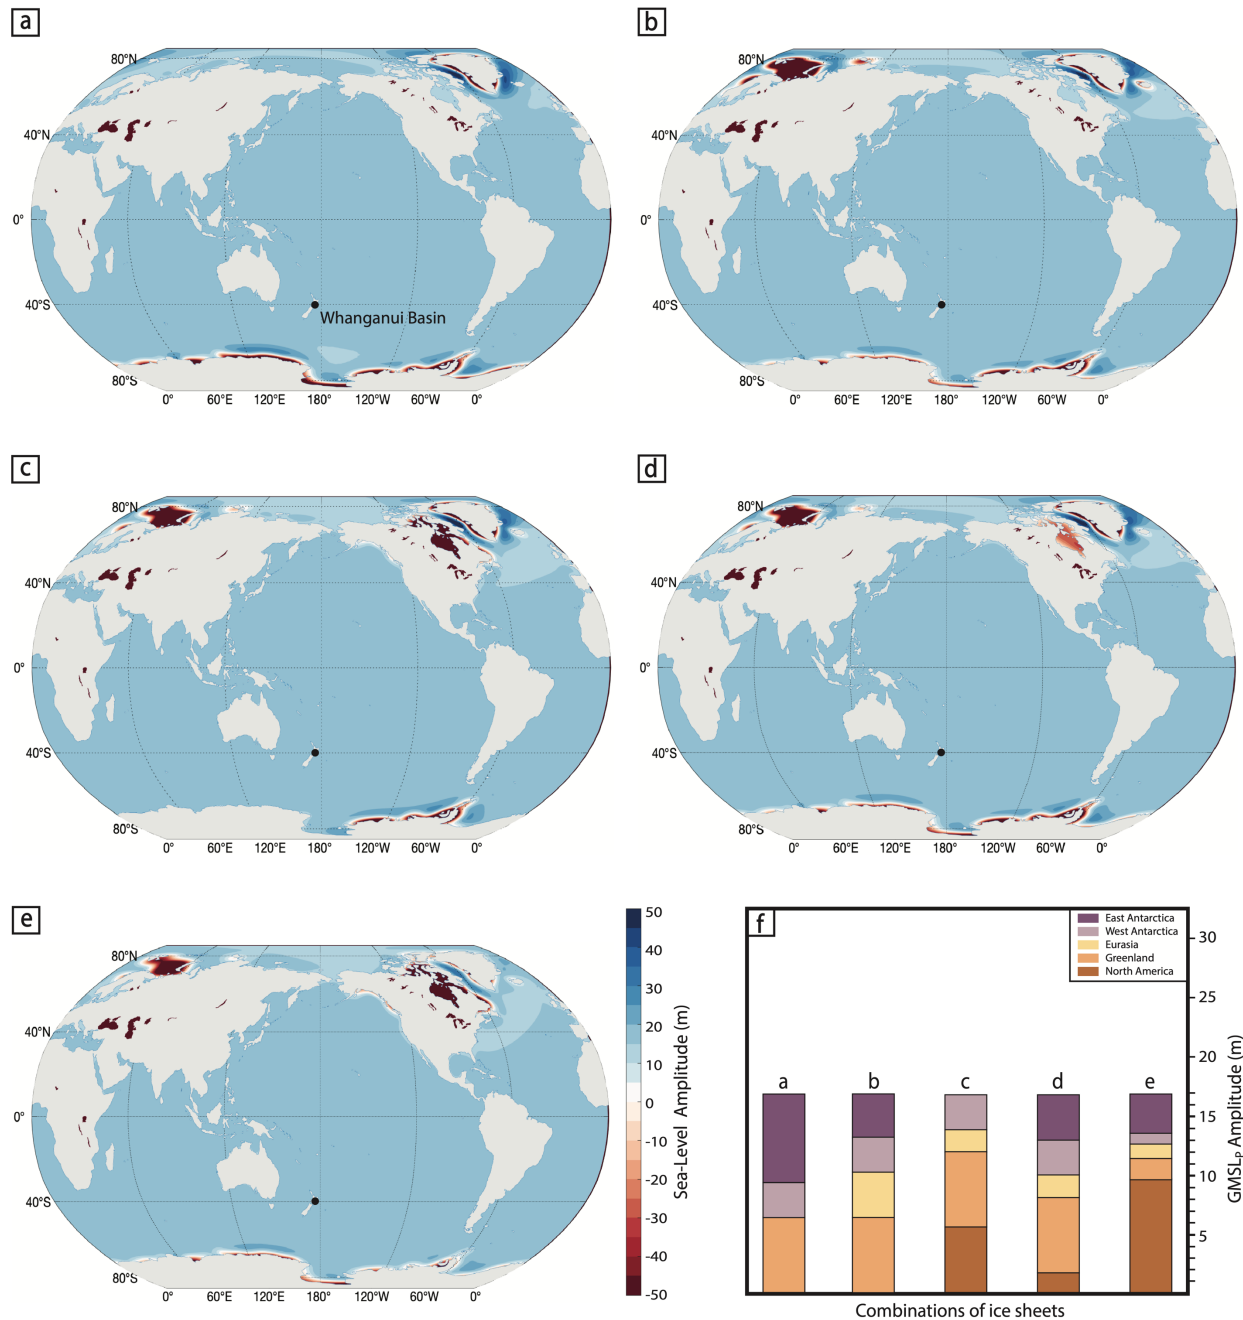 a
80°N
40°N
0°
40°S
Whanganui Basin
80°S
0° 60°E 120°E 180° 120°W 60°W 0°
b
80°N
40°N
0°
40°S
80°S
0° 60°E 120°E 180° 120°W 60°W 0°
c
80°N
40°N
0°
40°S
80°S
0° 60°E 120°E 180° 120°W 60°W 0°
d
80°N
40°N
0°
40°S
80°S
0° 60°E 120°E 180° 120°W 60°W 0°
e
80°N
40°N
0°
40°S
80°S
0° 60°E 120°E 180° 120°W 60°W 0°
50
40
30
20
10
0
-10
-20
-30
-40
-50
Sea-Level Amplitude (m)
f
East Antarctica
West Antarctica
Eurasia
Greenland
North America
a b c d e
30
25
20
15
10
5
GMSLₚ Amplitude (m)
Combinations of ice sheets